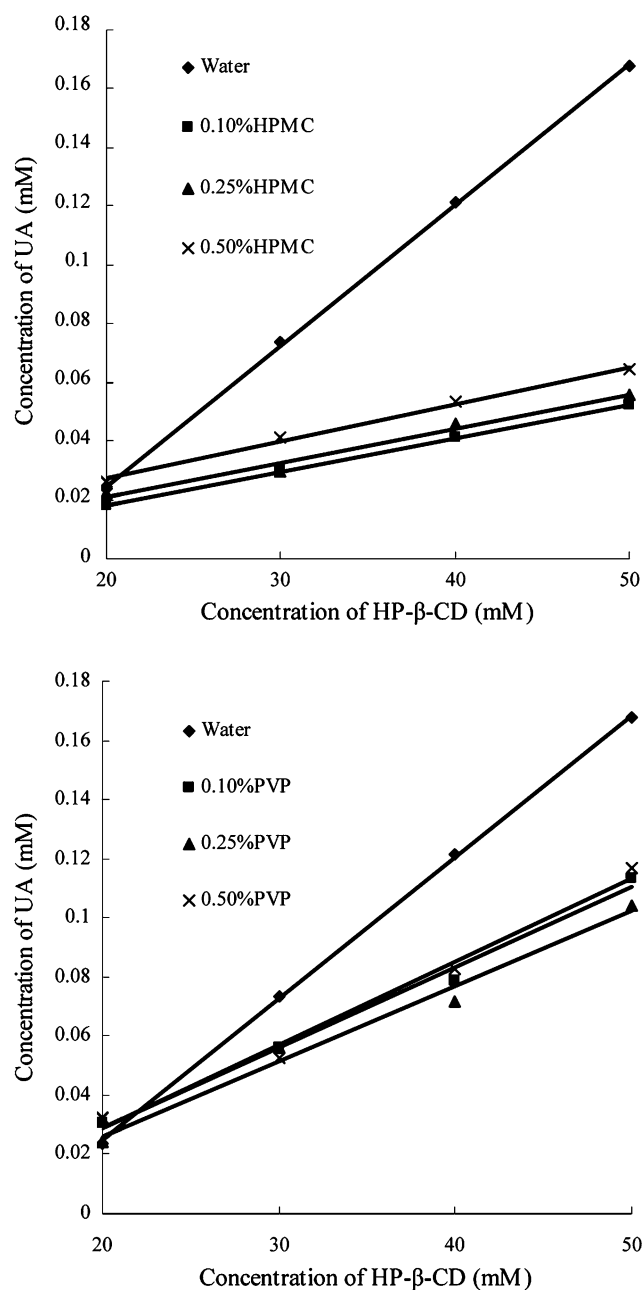 0.18
0.16
0.14
0.12
0.1
0.08
0.06
0.04
0.02
0
Concentration of UA (mM)
Water
0.10%HPMC
0.25%HPMC
0.50%HPMC
20
30
40
50
Concentration of HP-β-CD (mM)
0.18
0.16
0.14
0.12
0.1
0.08
0.06
0.04
0.02
0
Concentration of UA (mM)
Water
0.10%PVP
0.25%PVP
0.50%PVP
20
30
40
50
Concentration of HP-β-CD (mM)